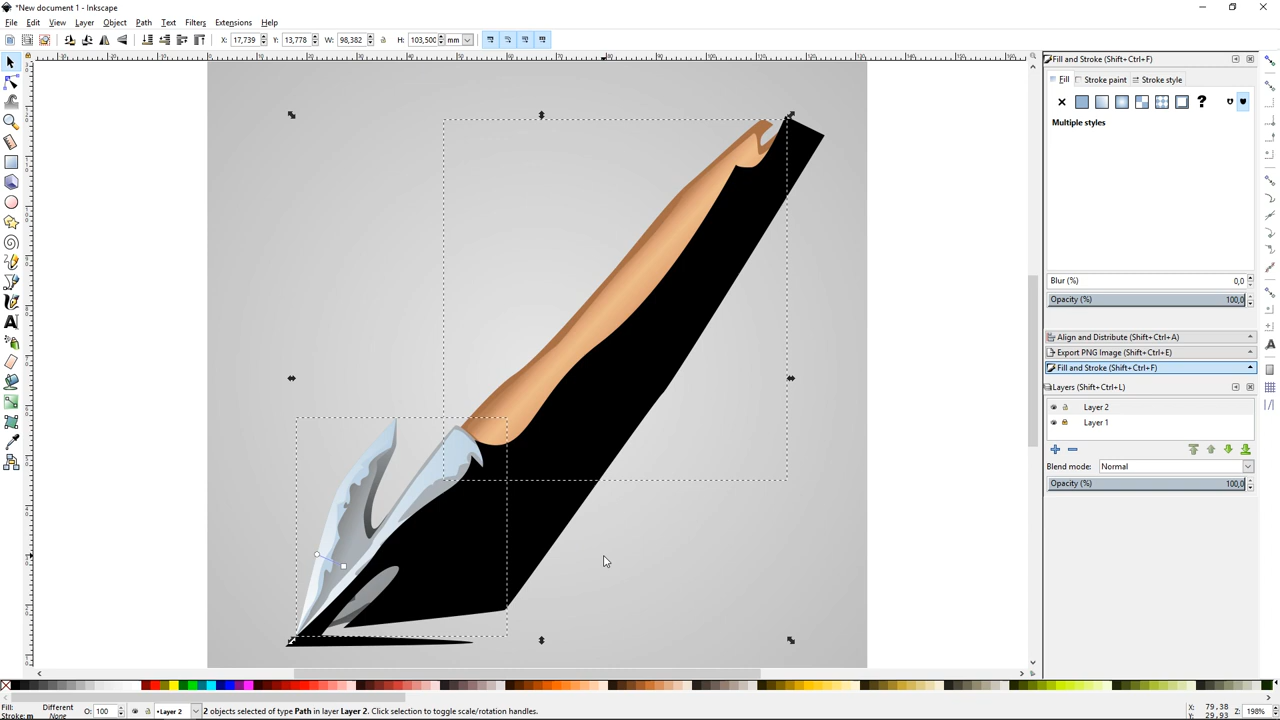 *New document 1 - Inkscape
File Edit View Layer Object Path Text Filters Extensions Help
X: 17,739 Y: 13,778 W: 98,382 H: 103,500 mm
Fill and Stroke (Shift+Ctrl+F)
Fill Stroke paint Stroke style
?
Multiple styles
Blur (%) 0,0
Opacity (%) 100,0
Align and Distribute (Shift+Ctrl+A)
Export PNG Image (Shift+Ctrl+E)
Fill and Stroke (Shift+Ctrl+F)
Layers (Shift+Ctrl+L)
Layer 2
Layer 1
Blend mode: Normal
Opacity (%) 100,0
Fill: Different
Stroke: m None
O: 100
•Layer 2
2 objects selected of type Path in layer Layer 2. Click selection to toggle scale/rotation handles.
X: 79,38
Y: 29,93
Z: 198%